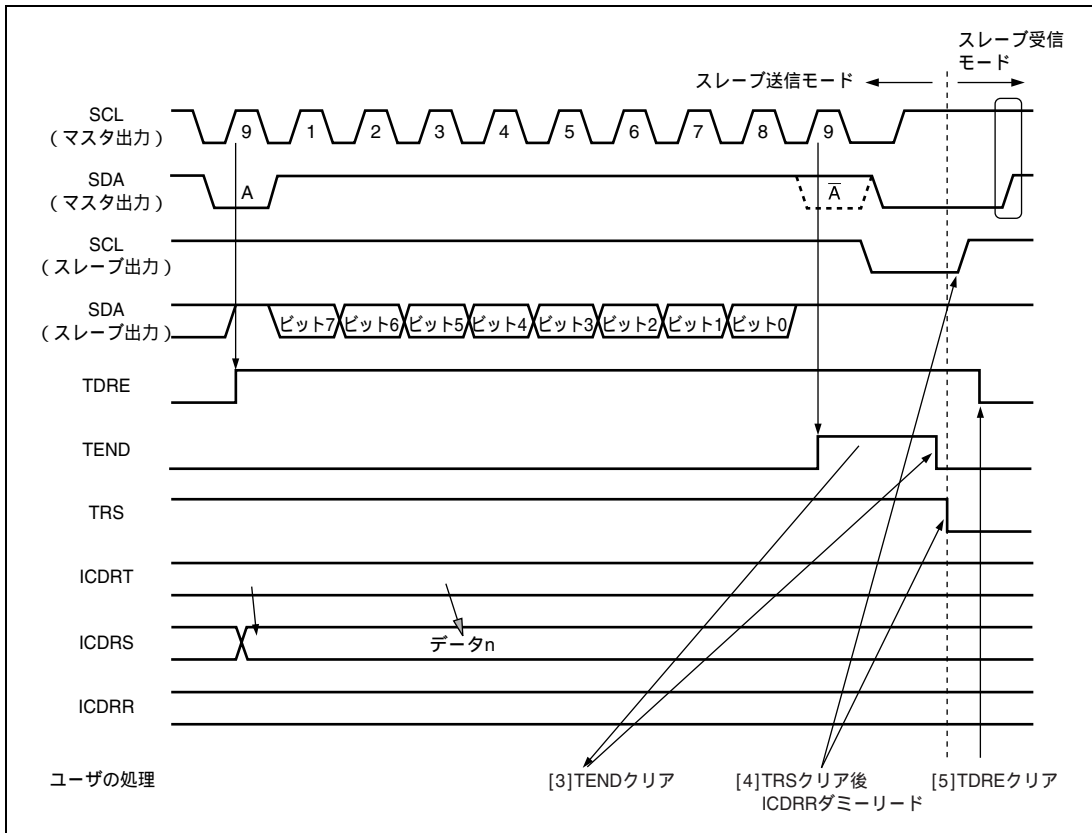 スレーブ受信
モード
スレーブ送信モード
SCL
（マスタ出力）
9 1 2 3 4 5 6 7 8 9
SDA
（マスタ出力）
A A̅
SCL
（スレーブ出力）
SDA
（スレーブ出力）
ビット7 ビット6 ビット5 ビット4 ビット3 ビット2 ビット1 ビット0
TDRE
TEND
TRS
ICDRT
ICDRS
データn
ICDRR
ユーザの処理
[3]TENDクリア
[4]TRSクリア後
ICDRRダミーリード
[5]TDREクリア